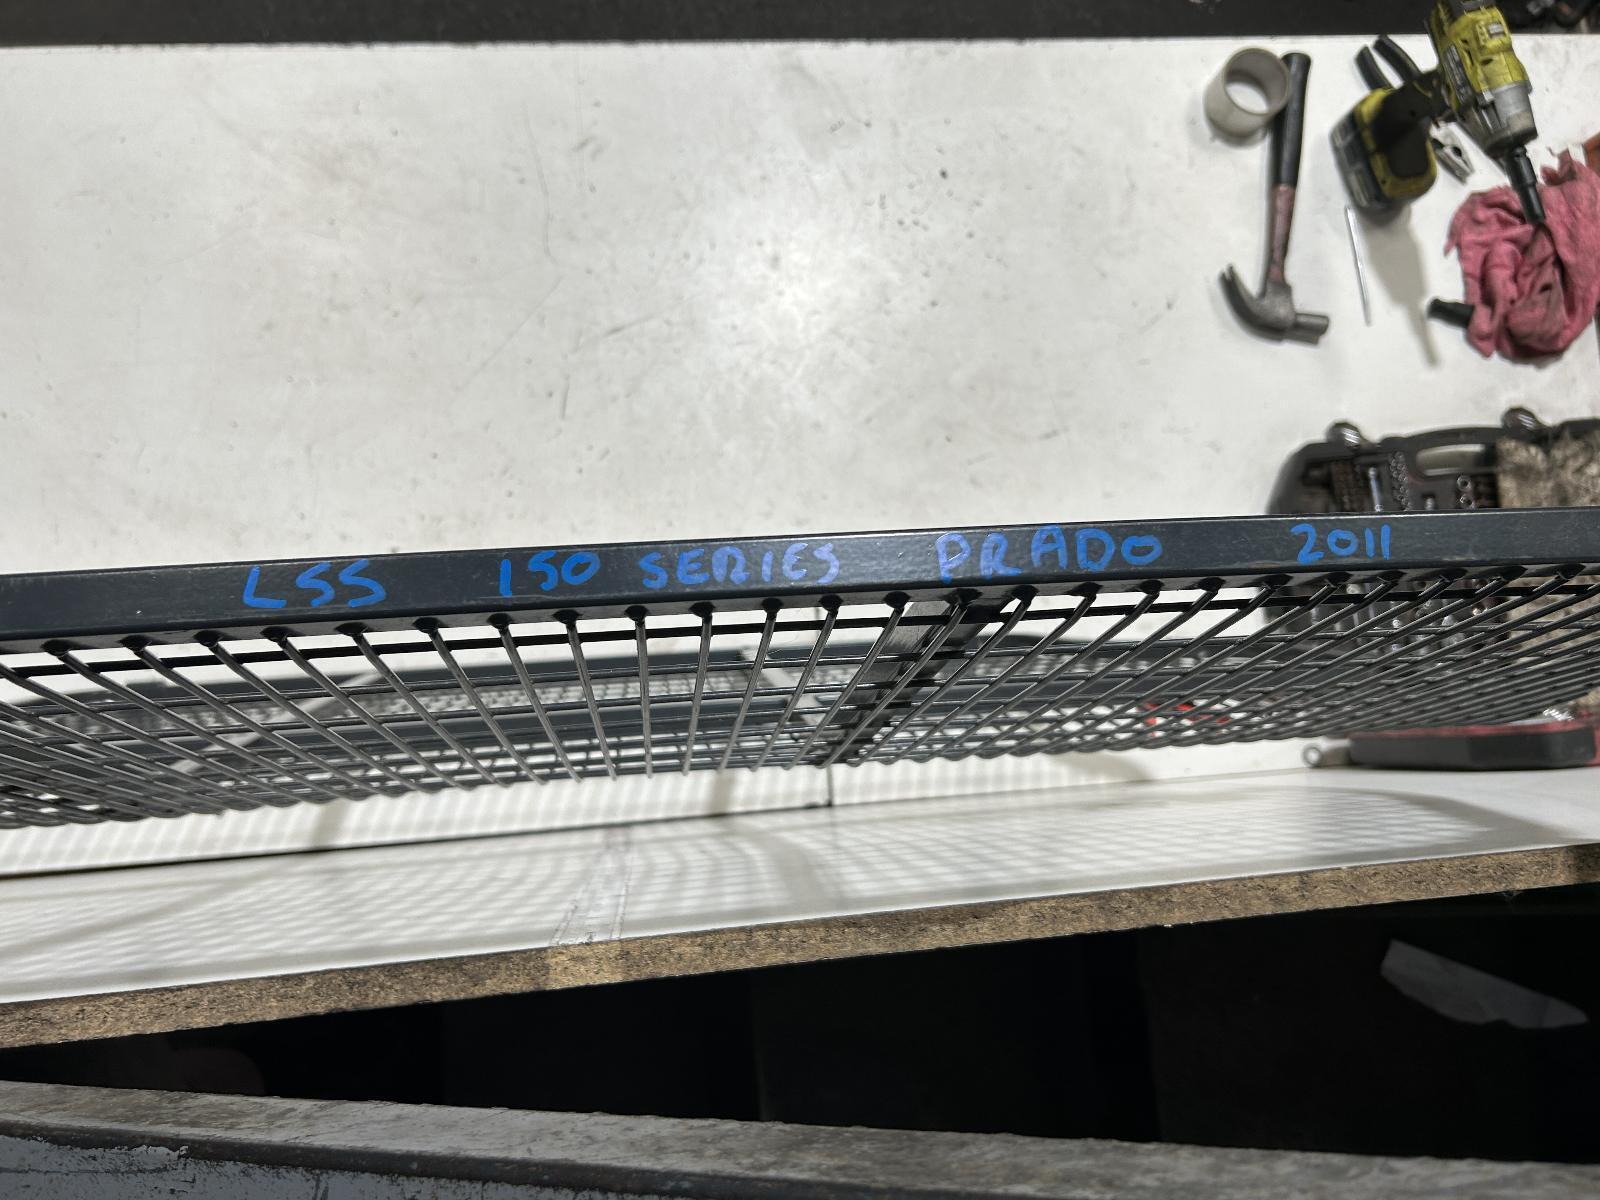 LSS 150 SERIES PRADO 2011